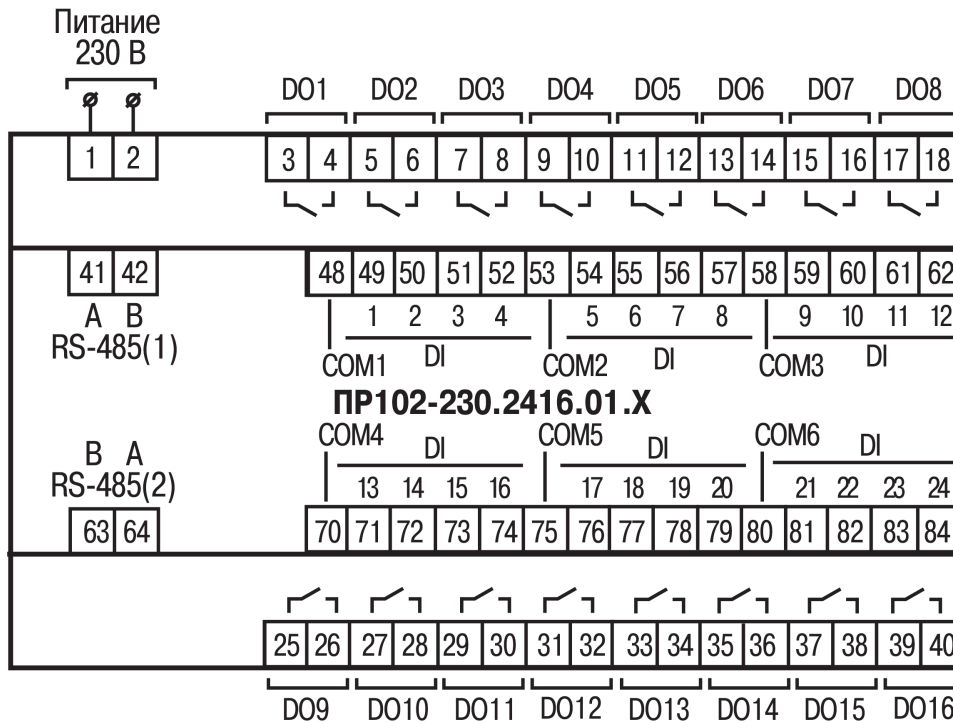 Питание
230 В
DO1 DO2 DO3 DO4 DO5 DO6 DO7 DO8
1 2 3 4 5 6 7 8 9 10 11 12 13 14 15 16 17 18
41 42 48 49 50 51 52 53 54 55 56 57 58 59 60 61 62
A B 1 2 3 4 5 6 7 8 9 10 11 12
RS-485(1) COM1 DI COM2 DI COM3 DI
ПР102-230.2416.01.X
COM4 DI COM5 DI COM6 DI
B A
RS-485(2) 13 14 15 16 17 18 19 20 21 22 23 24
63 64 70 71 72 73 74 75 76 77 78 79 80 81 82 83 84
25 26 27 28 29 30 31 32 33 34 35 36 37 38 39 40
DO9 DO10 DO11 DO12 DO13 DO14 DO15 DO16